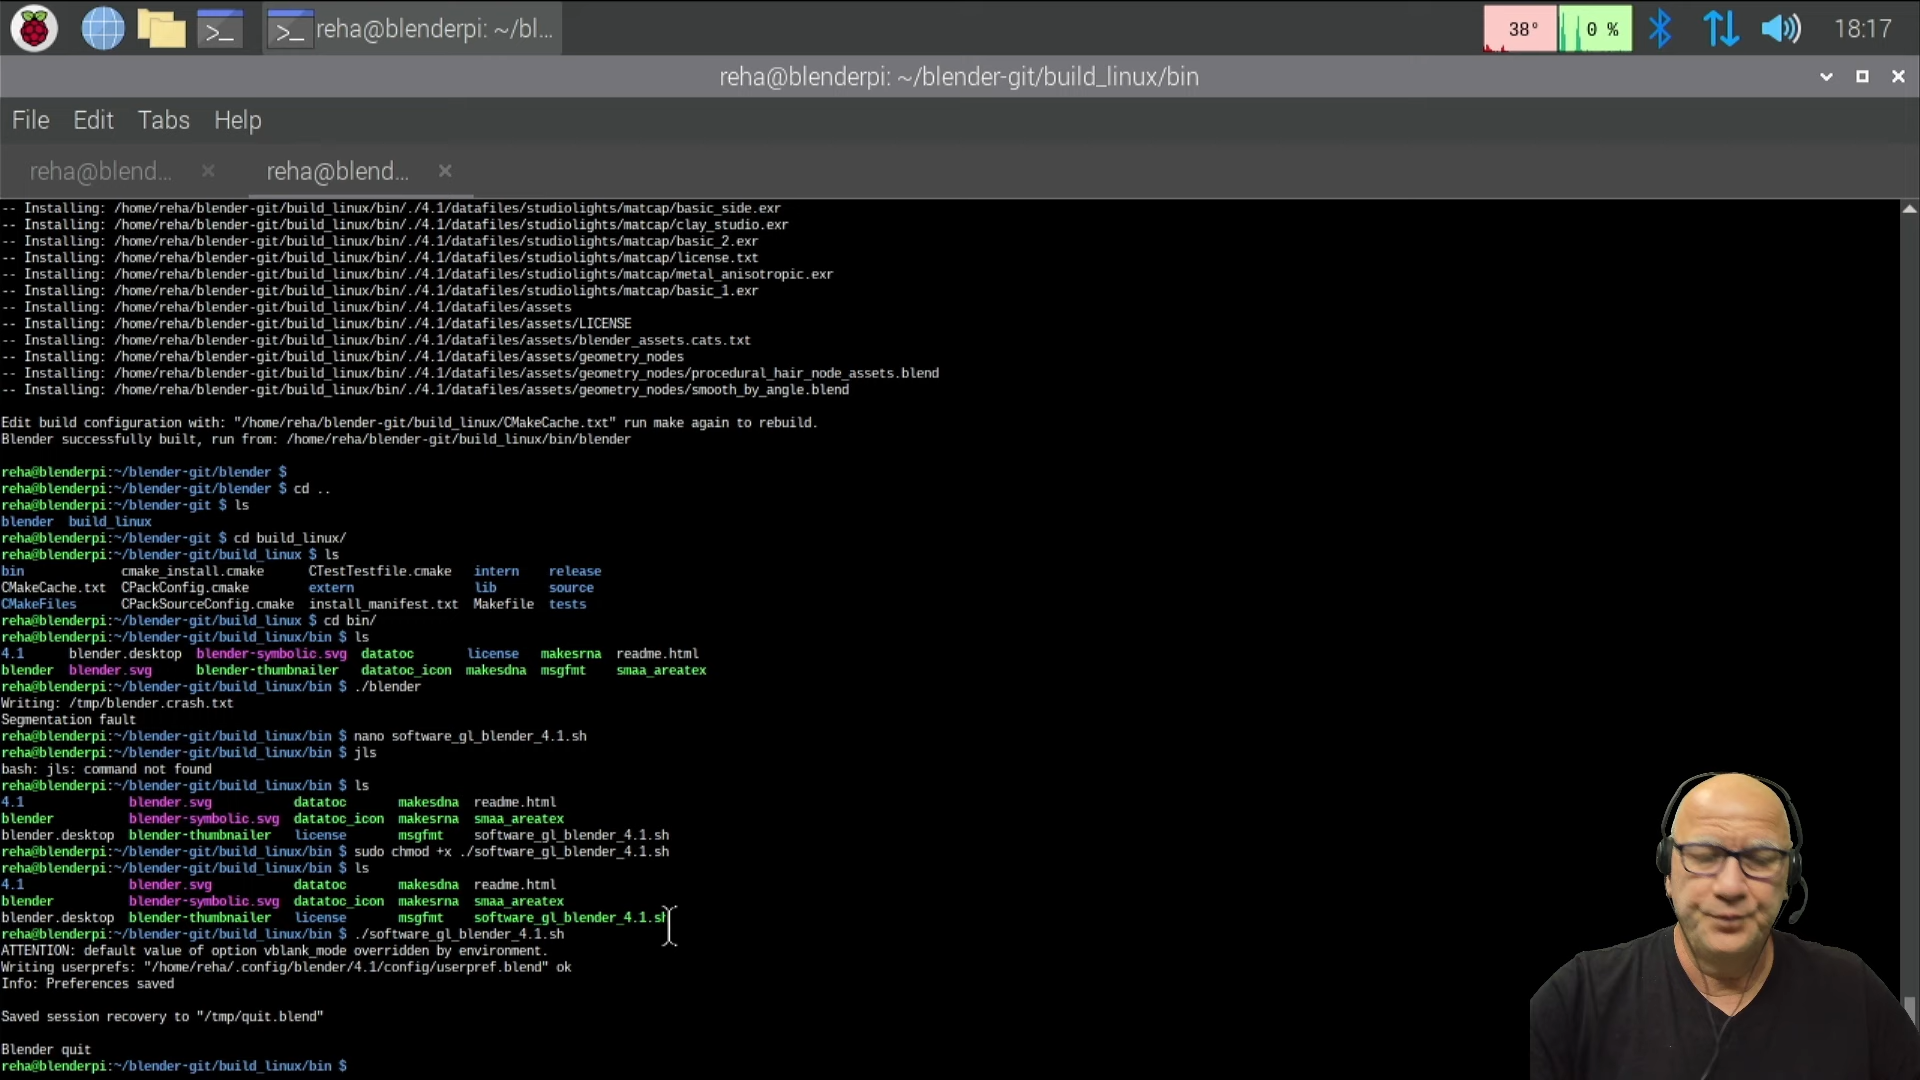 reha@blenderpi: ~/bl...
38°
0 %
18:17
reha@blenderpi: ~/blender-git/build_linux/bin
File Edit Tabs Help
reha@blend...
reha@blend...
-- Installing: /home/reha/blender-git/build_linux/bin/./4.1/datafiles/studiolights/matcap/basic_side.exr
-- Installing: /home/reha/blender-git/build_linux/bin/./4.1/datafiles/studiolights/matcap/clay_studio.exr
-- Installing: /home/reha/blender-git/build_linux/bin/./4.1/datafiles/studiolights/matcap/basic_2.exr
-- Installing: /home/reha/blender-git/build_linux/bin/./4.1/datafiles/studiolights/matcap/license.txt
-- Installing: /home/reha/blender-git/build_linux/bin/./4.1/datafiles/studiolights/matcap/metal_anisotropic.exr
-- Installing: /home/reha/blender-git/build_linux/bin/./4.1/datafiles/studiolights/matcap/basic_1.exr
-- Installing: /home/reha/blender-git/build_linux/bin/./4.1/datafiles/assets
-- Installing: /home/reha/blender-git/build_linux/bin/./4.1/datafiles/assets/LICENSE
-- Installing: /home/reha/blender-git/build_linux/bin/./4.1/datafiles/assets/blender_assets.cats.txt
-- Installing: /home/reha/blender-git/build_linux/bin/./4.1/datafiles/assets/geometry_nodes
-- Installing: /home/reha/blender-git/build_linux/bin/./4.1/datafiles/assets/geometry_nodes/procedural_hair_node_assets.blend
-- Installing: /home/reha/blender-git/build_linux/bin/./4.1/datafiles/assets/geometry_nodes/smooth_by_angle.blend
Edit build configuration with: "/home/reha/blender-git/build_linux/CMakeCache.txt" run make again to rebuild.
Blender successfully built, run from: /home/reha/blender-git/build_linux/bin/blender
reha@blenderpi:~/blender-git/blender $
reha@blenderpi:~/blender-git/blender $ cd ..
reha@blenderpi:~/blender-git $ ls
blender build_linux
reha@blenderpi:~/blender-git $ cd build_linux/
reha@blenderpi:~/blender-git/build_linux $ ls
bin cmake_install.cmake CTestTestfile.cmake intern release
CMakeCache.txt CPackConfig.cmake extern lib source
CMakeFiles CPackSourceConfig.cmake install_manifest.txt Makefile tests
reha@blenderpi:~/blender-git/build_linux $ cd bin/
reha@blenderpi:~/blender-git/build_linux/bin $ ls
4.1 blender.desktop blender-symbolic.svg datatoc license makesrna readme.html
blender blender.svg blender-thumbnailer datatoc_icon makesdna msgfmt smaa_areatex
reha@blenderpi:~/blender-git/build_linux/bin $ ./blender
Writing: /tmp/blender.crash.txt
Segmentation fault
reha@blenderpi:~/blender-git/build_linux/bin $ nano software_gl_blender_4.1.sh
reha@blenderpi:~/blender-git/build_linux/bin $ jls
bash: jls: command not found
reha@blenderpi:~/blender-git/build_linux/bin $ ls
4.1 blender.svg datatoc makesdna readme.html
blender blender-symbolic.svg datatoc_icon makesrna smaa_areatex
blender.desktop blender-thumbnailer license msgfmt software_gl_blender_4.1.sh
reha@blenderpi:~/blender-git/build_linux/bin $ sudo chmod +x ./software_gl_blender_4.1.sh
reha@blenderpi:~/blender-git/build_linux/bin $ ls
4.1 blender.svg datatoc makesdna readme.html
blender blender-symbolic.svg datatoc_icon makesrna smaa_areatex
blender.desktop blender-thumbnailer license msgfmt software_gl_blender_4.1.sh
reha@blenderpi:~/blender-git/build_linux/bin $ ./software_gl_blender_4.1.sh
ATTENTION: default value of option vblank_mode overridden by environment.
Writing userprefs: "/home/reha/.config/blender/4.1/config/userpref.blend" ok
Info: Preferences saved
Saved session recovery to "/tmp/quit.blend"
Blender quit
reha@blenderpi:~/blender-git/build_linux/bin $